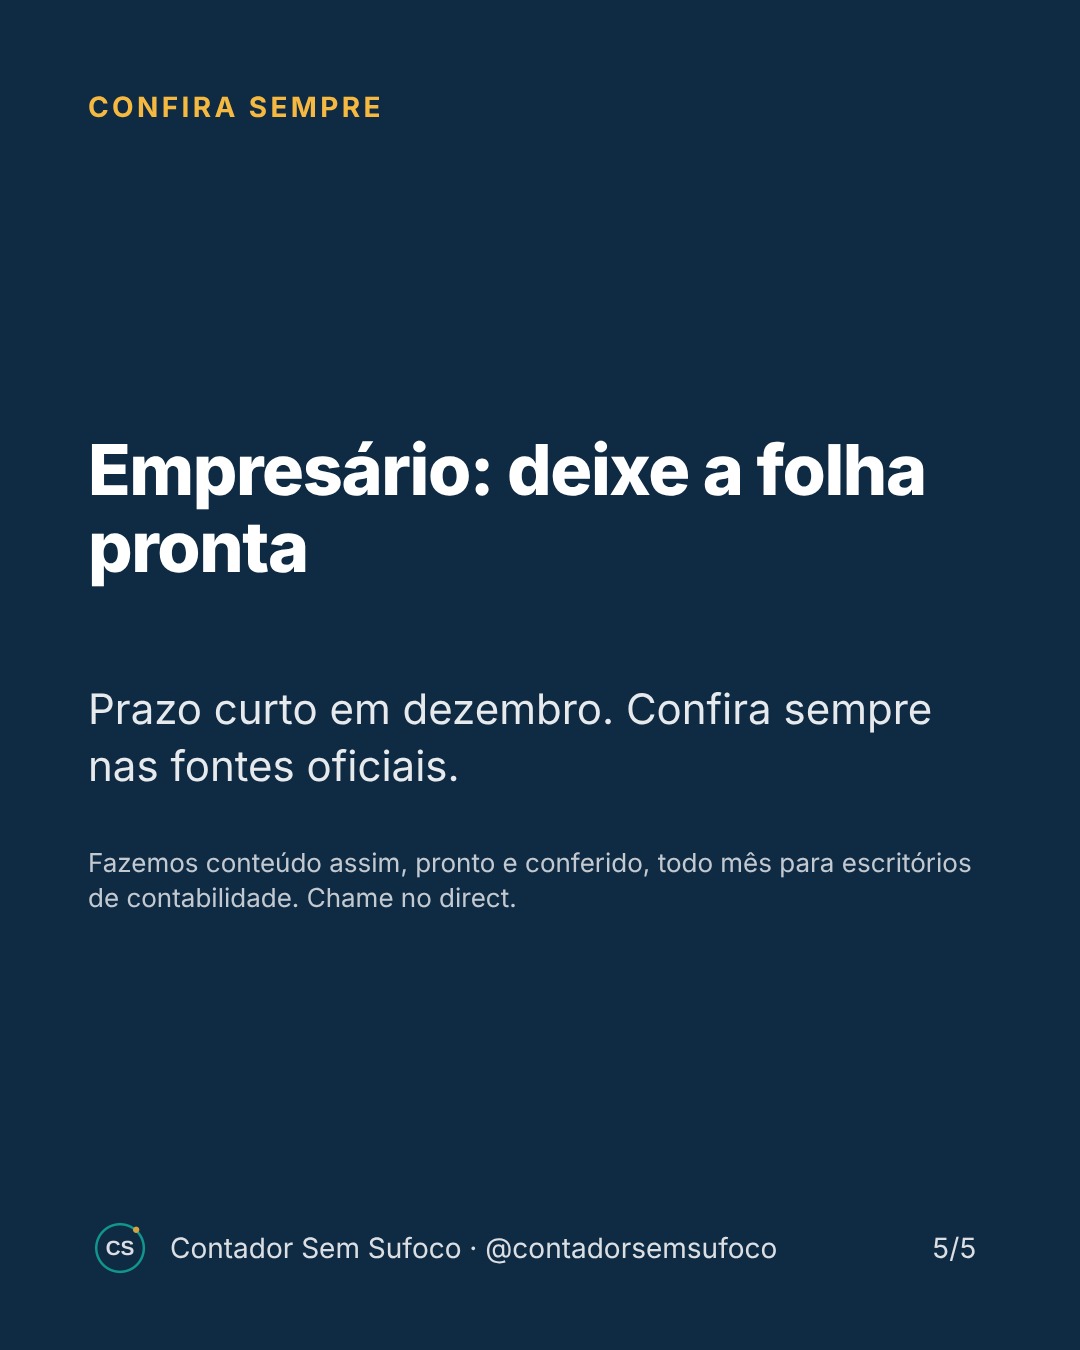 CONFIRA SEMPRE
Empresário: deixe a folha
pronta
Prazo curto em dezembro. Confira sempre
nas fontes oficiais.
Fazemos conteúdo assim, pronto e conferido, todo mês para escritórios
de contabilidade. Chame no direct.
CS Contador Sem Sufoco · @contadorsemsufoco 5/5